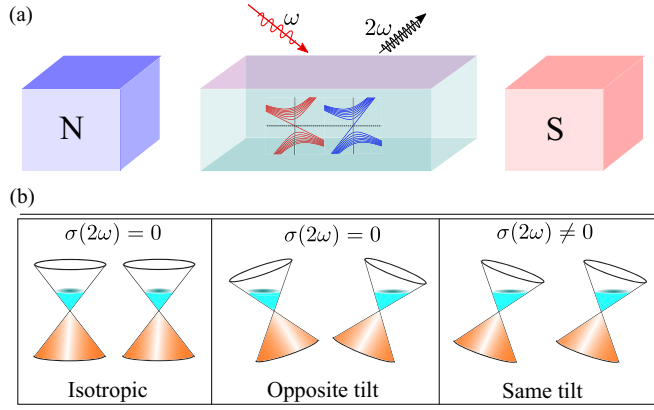 (a)
ω
2ω
N
S
(b)
σ(2ω) = 0
σ(2ω) = 0
σ(2ω) ≠ 0
Isotropic
Opposite tilt
Same tilt